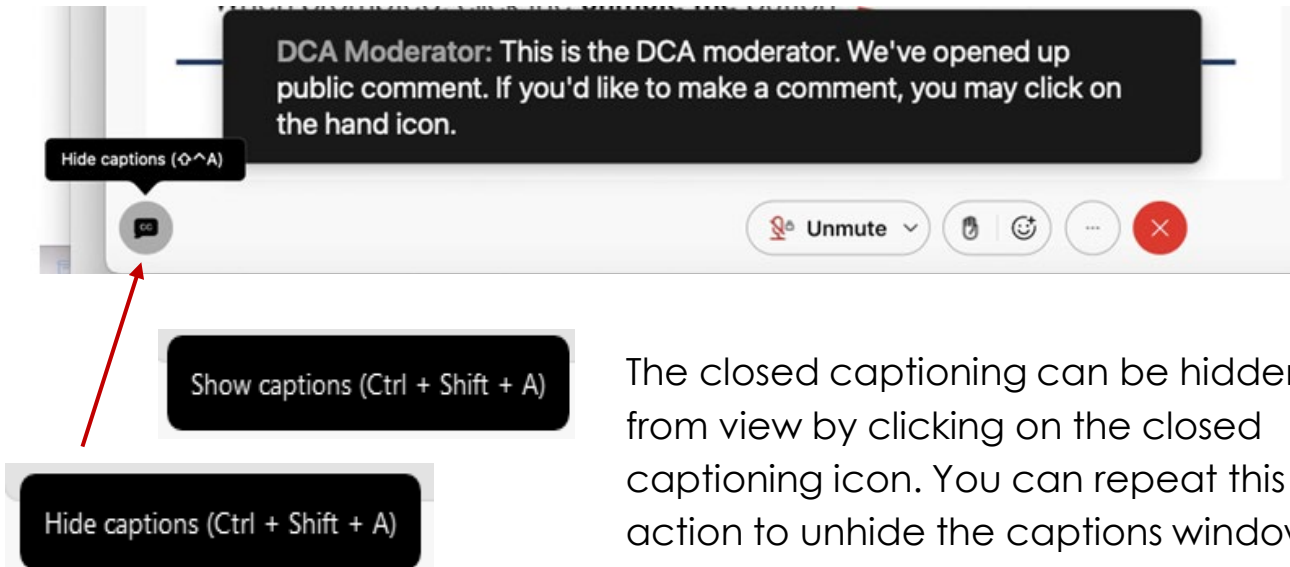 DCA Moderator: This is the DCA moderator. We've opened up
public comment. If you'd like to make a comment, you may click on
the hand icon.
Hide captions (⇧^A)
CC
Unmute
Show captions (Ctrl + Shift + A)
Hide captions (Ctrl + Shift + A)
The closed captioning can be hidden
from view by clicking on the closed
captioning icon. You can repeat this
action to unhide the captions window